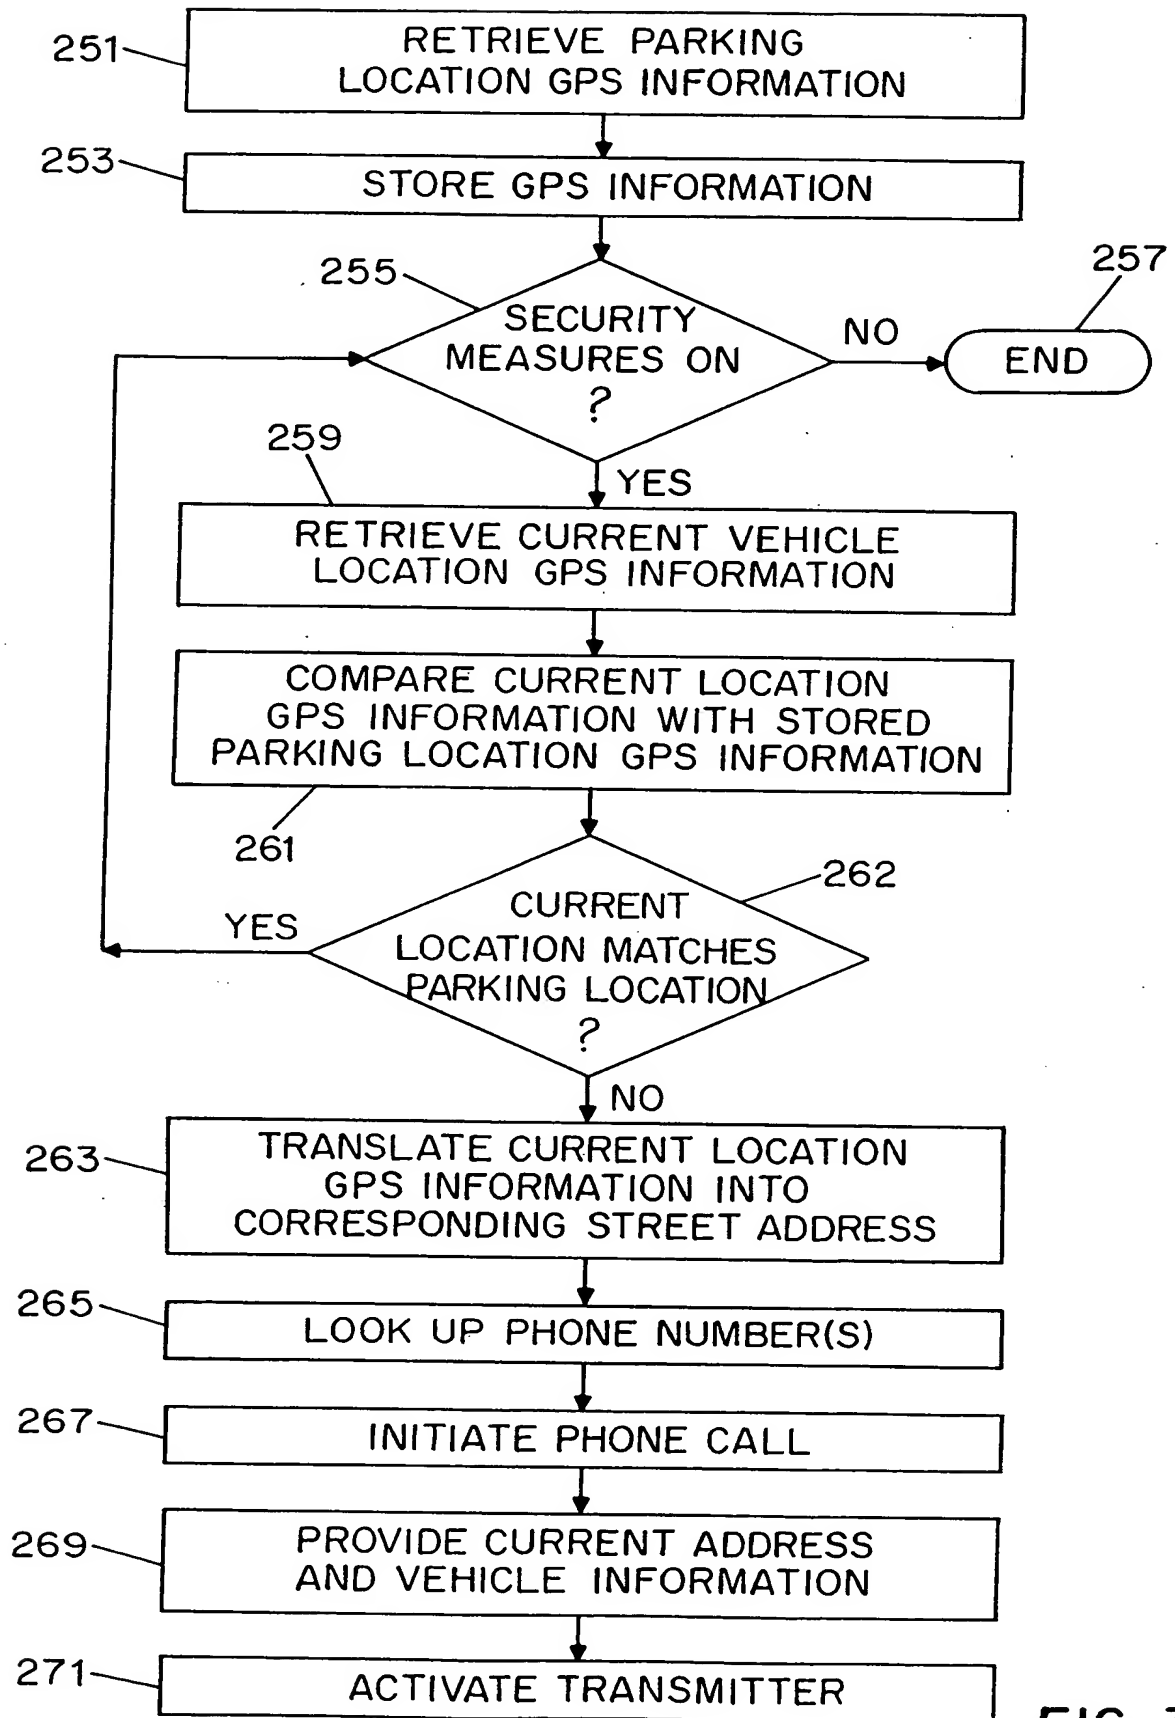 251
RETRIEVE PARKING
LOCATION GPS INFORMATION
253
STORE GPS INFORMATION
255
SECURITY
MEASURES ON
?
NO
257
END
YES
259
RETRIEVE CURRENT VEHICLE
LOCATION GPS INFORMATION
COMPARE CURRENT LOCATION
GPS INFORMATION WITH STORED
PARKING LOCATION GPS INFORMATION
261
262
CURRENT
LOCATION MATCHES
PARKING LOCATION
?
YES
NO
263
TRANSLATE CURRENT LOCATION
GPS INFORMATION INTO
CORRESPONDING STREET ADDRESS
265
LOOK UP PHONE NUMBER(S)
267
INITIATE PHONE CALL
269
PROVIDE CURRENT ADDRESS
AND VEHICLE INFORMATION
271
ACTIVATE TRANSMITTER
FIG.